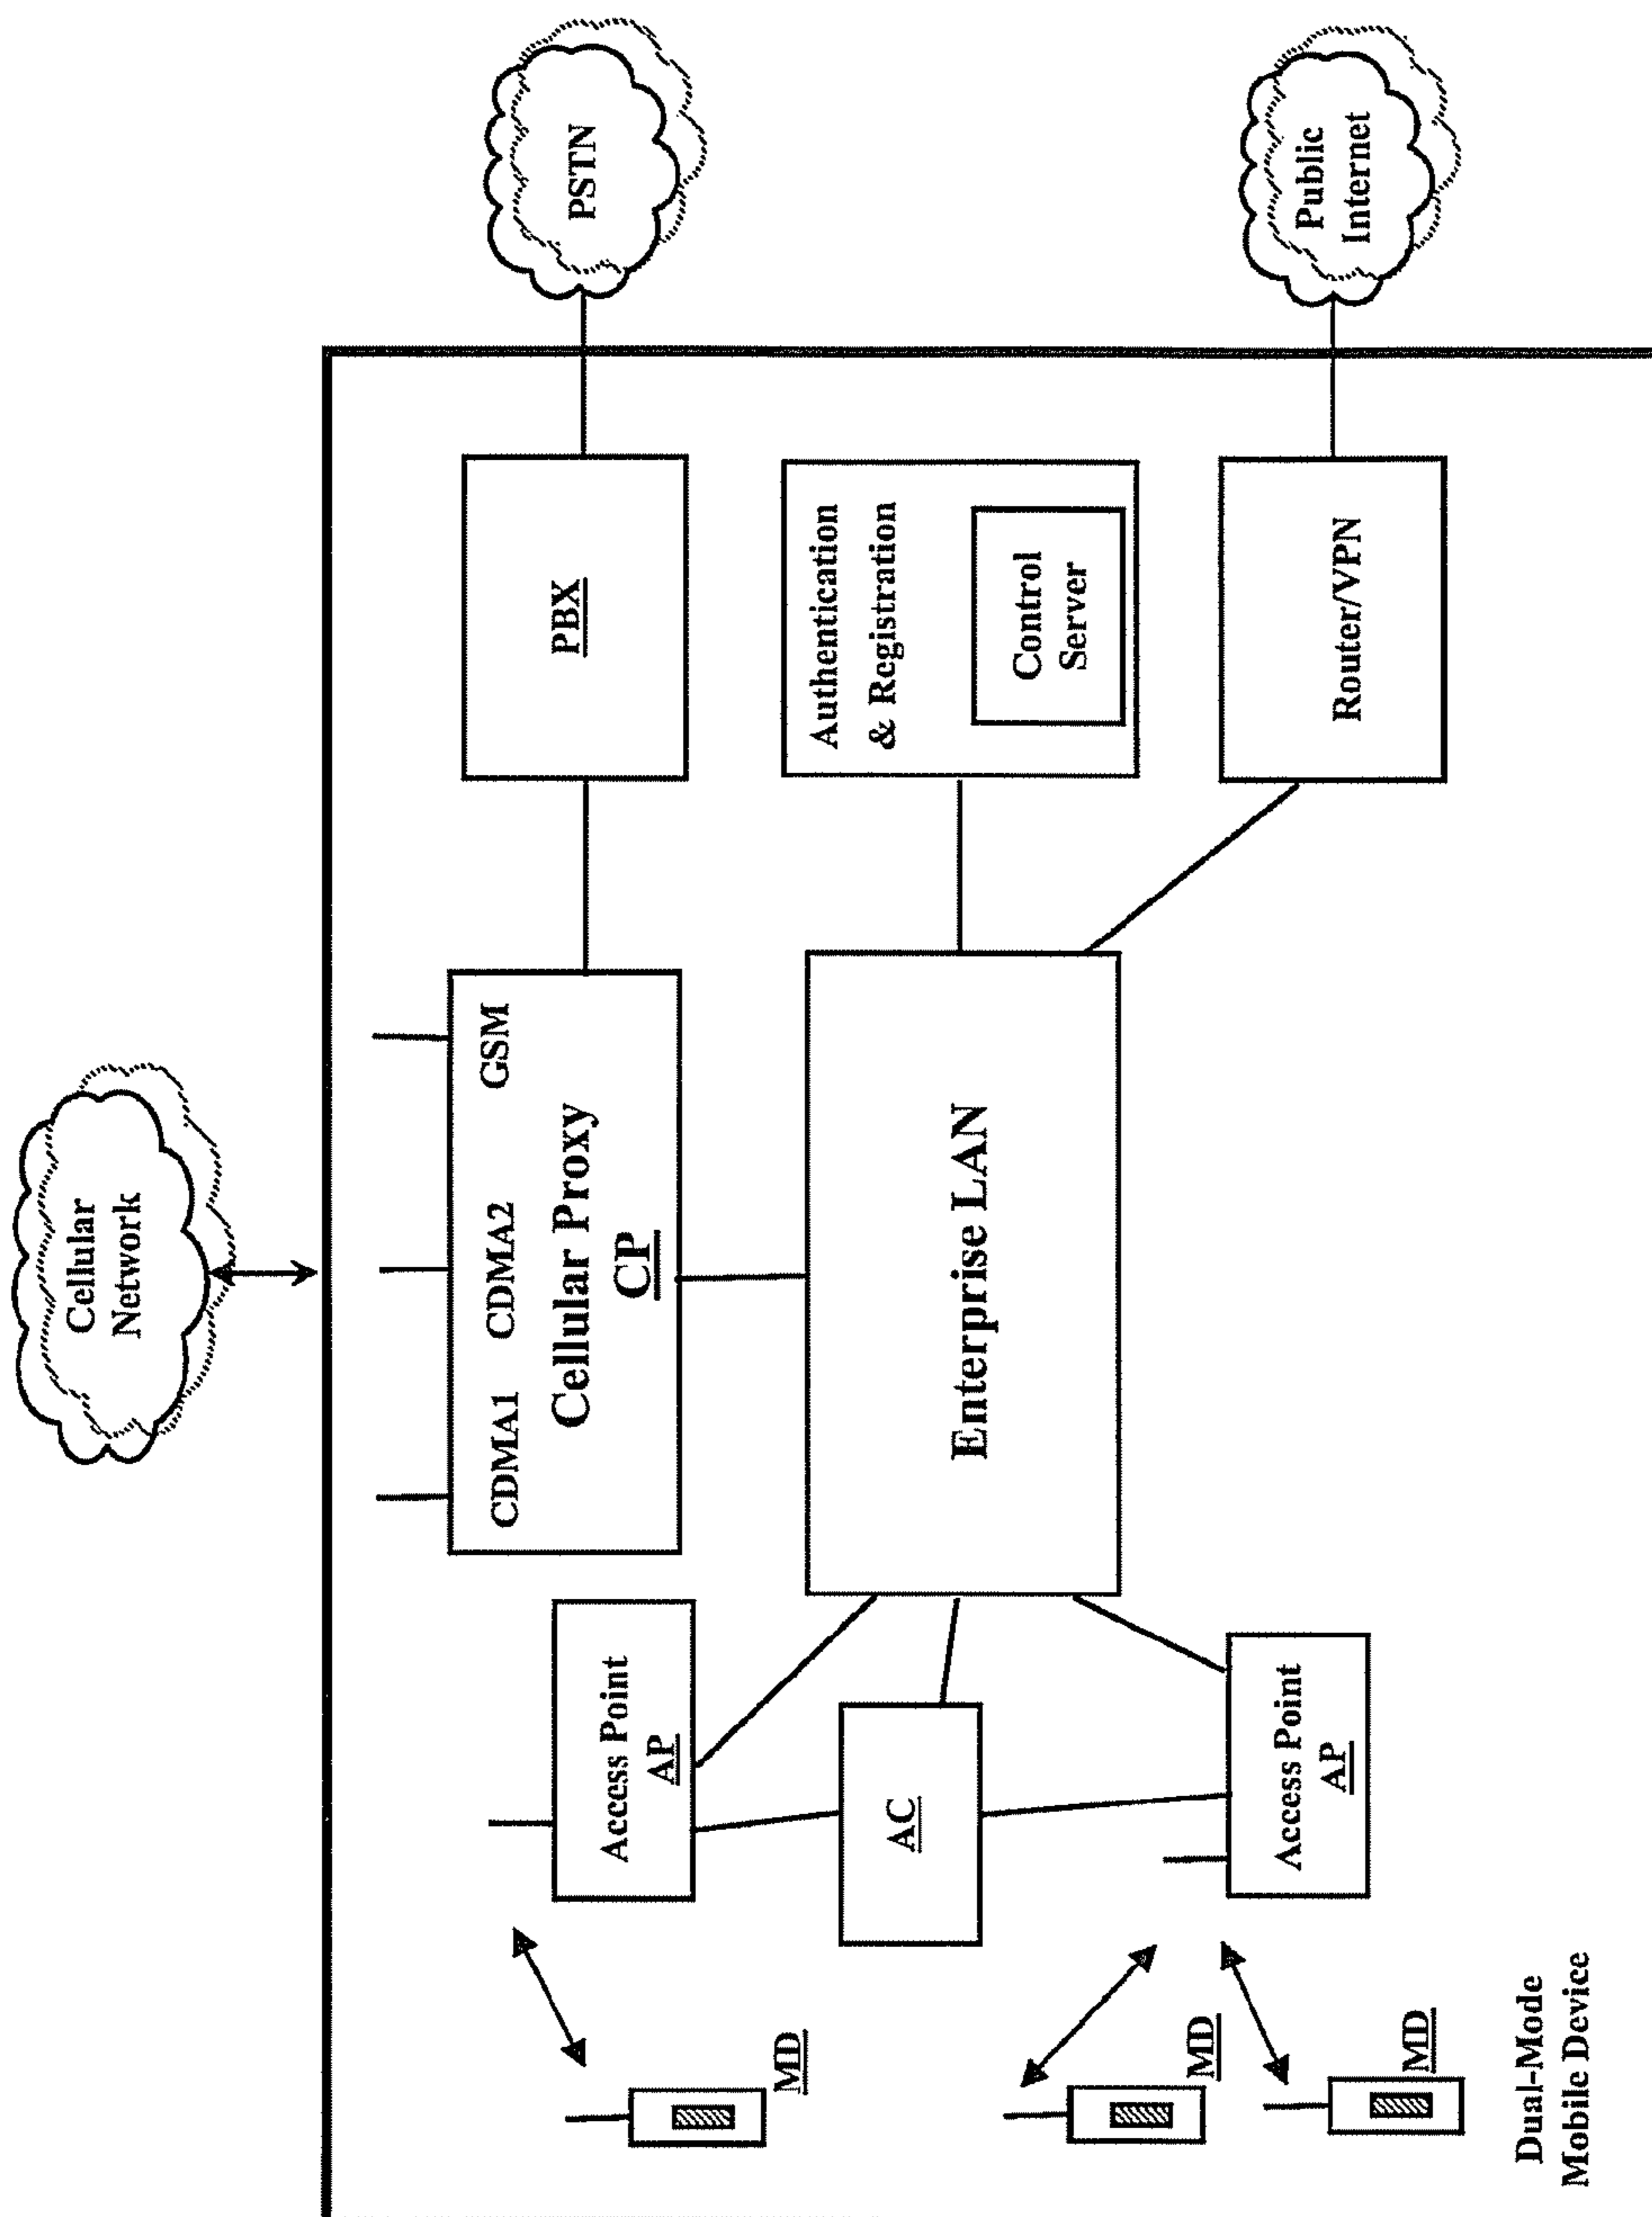 Cellular
Network
CDMA1 CDMA2 GSM
Cellular Proxy
CP
PBX
PSTN
Access Point
AP
AC
Access Point
AP
Enterprise LAN
Authentication
& Registration
Control
Server
Router/VPN
Public
Internet
MD
MD
MD
Dual-Mode
Mobile Device